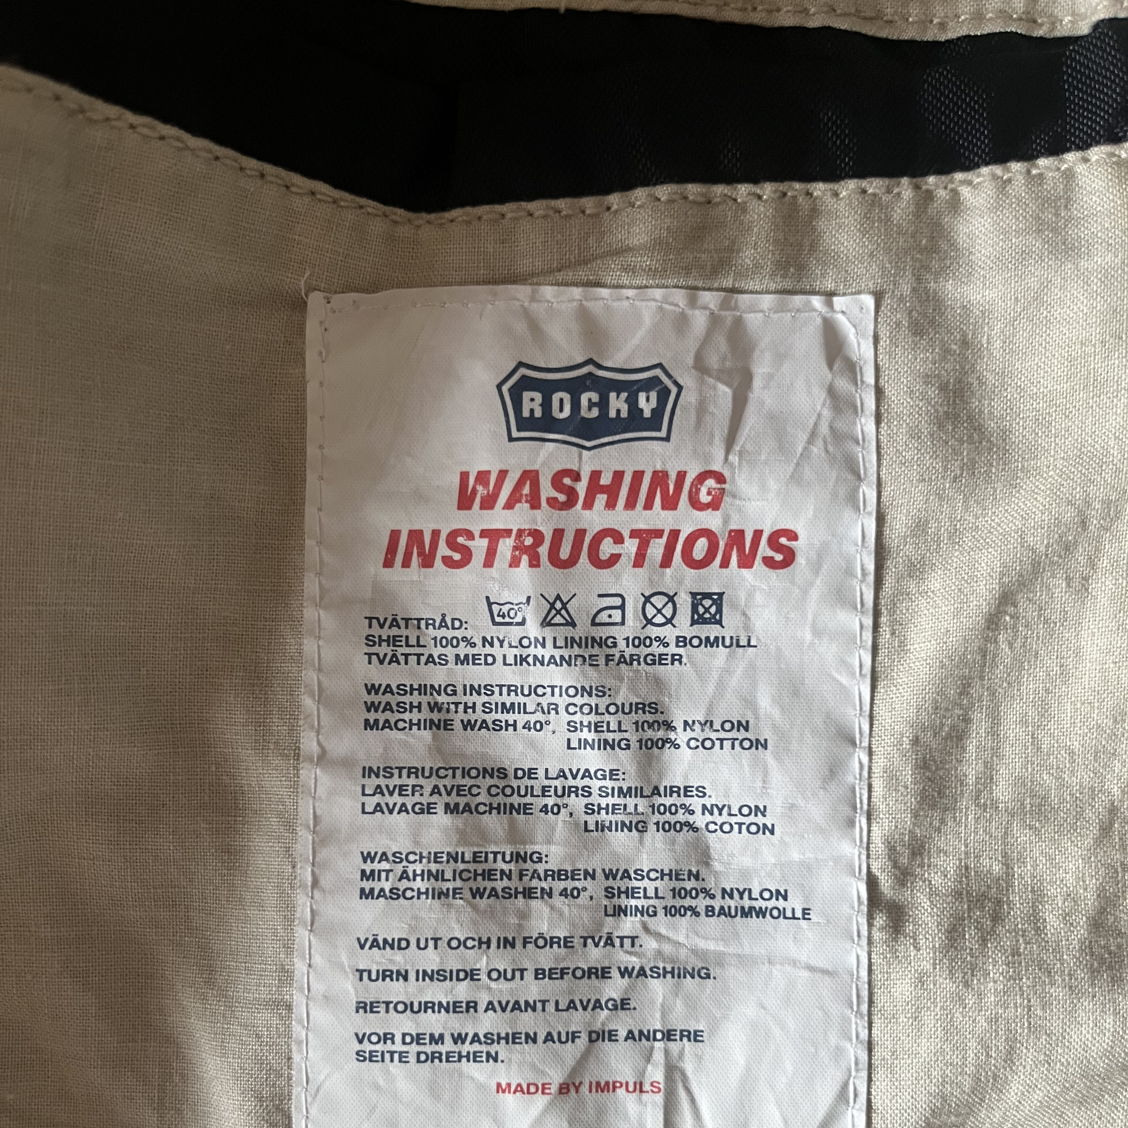 ROCKY
WASHING
INSTRUCTIONS
40°
TVÄTTRÅD:
SHELL 100% NYLON LINING 100% BOMULL
TVÄTTAS MED LIKNANDE FÄRGER.
WASHING INSTRUCTIONS:
WASH WITH SIMILAR COLOURS.
MACHINE WASH 40°, SHELL 100% NYLON
LINING 100% COTTON
INSTRUCTIONS DE LAVAGE:
LAVER AVEC COULEURS SIMILAIRES.
LAVAGE MACHINE 40°, SHELL 100% NYLON
LINING 100% COTON
WASCHENLEITUNG:
MIT ÄHNLICHEN FARBEN WASCHEN.
MASCHINE WASHEN 40°, SHELL 100% NYLON
LINING 100% BAUMWOLLE
VÄND UT OCH IN FÖRE TVÄTT.
TURN INSIDE OUT BEFORE WASHING.
RETOURNER AVANT LAVAGE.
VOR DEM WASHEN AUF DIE ANDERE
SEITE DREHEN.
MADE BY IMPULS